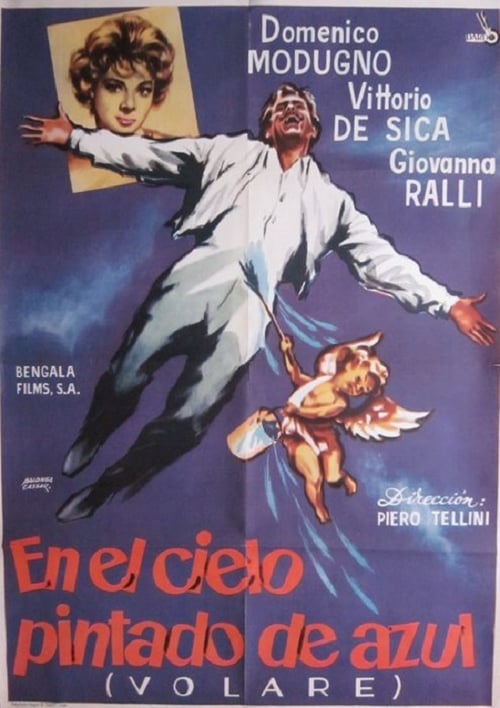 Domenico
MODUGNO
Vittorio
DE SICA
Giovanna
RALLI
BENGALA
FILMS, S.A.
Dirección:
PIERO TELLINI
En el cielo
pintado de azul
(VOLARE)